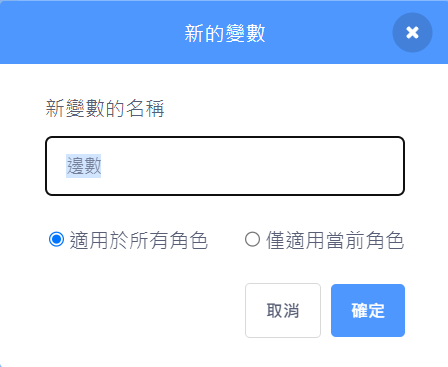 新的變數
新變數的名稱
邊數
適用於所有角色 僅適用當前角色
取消 確定